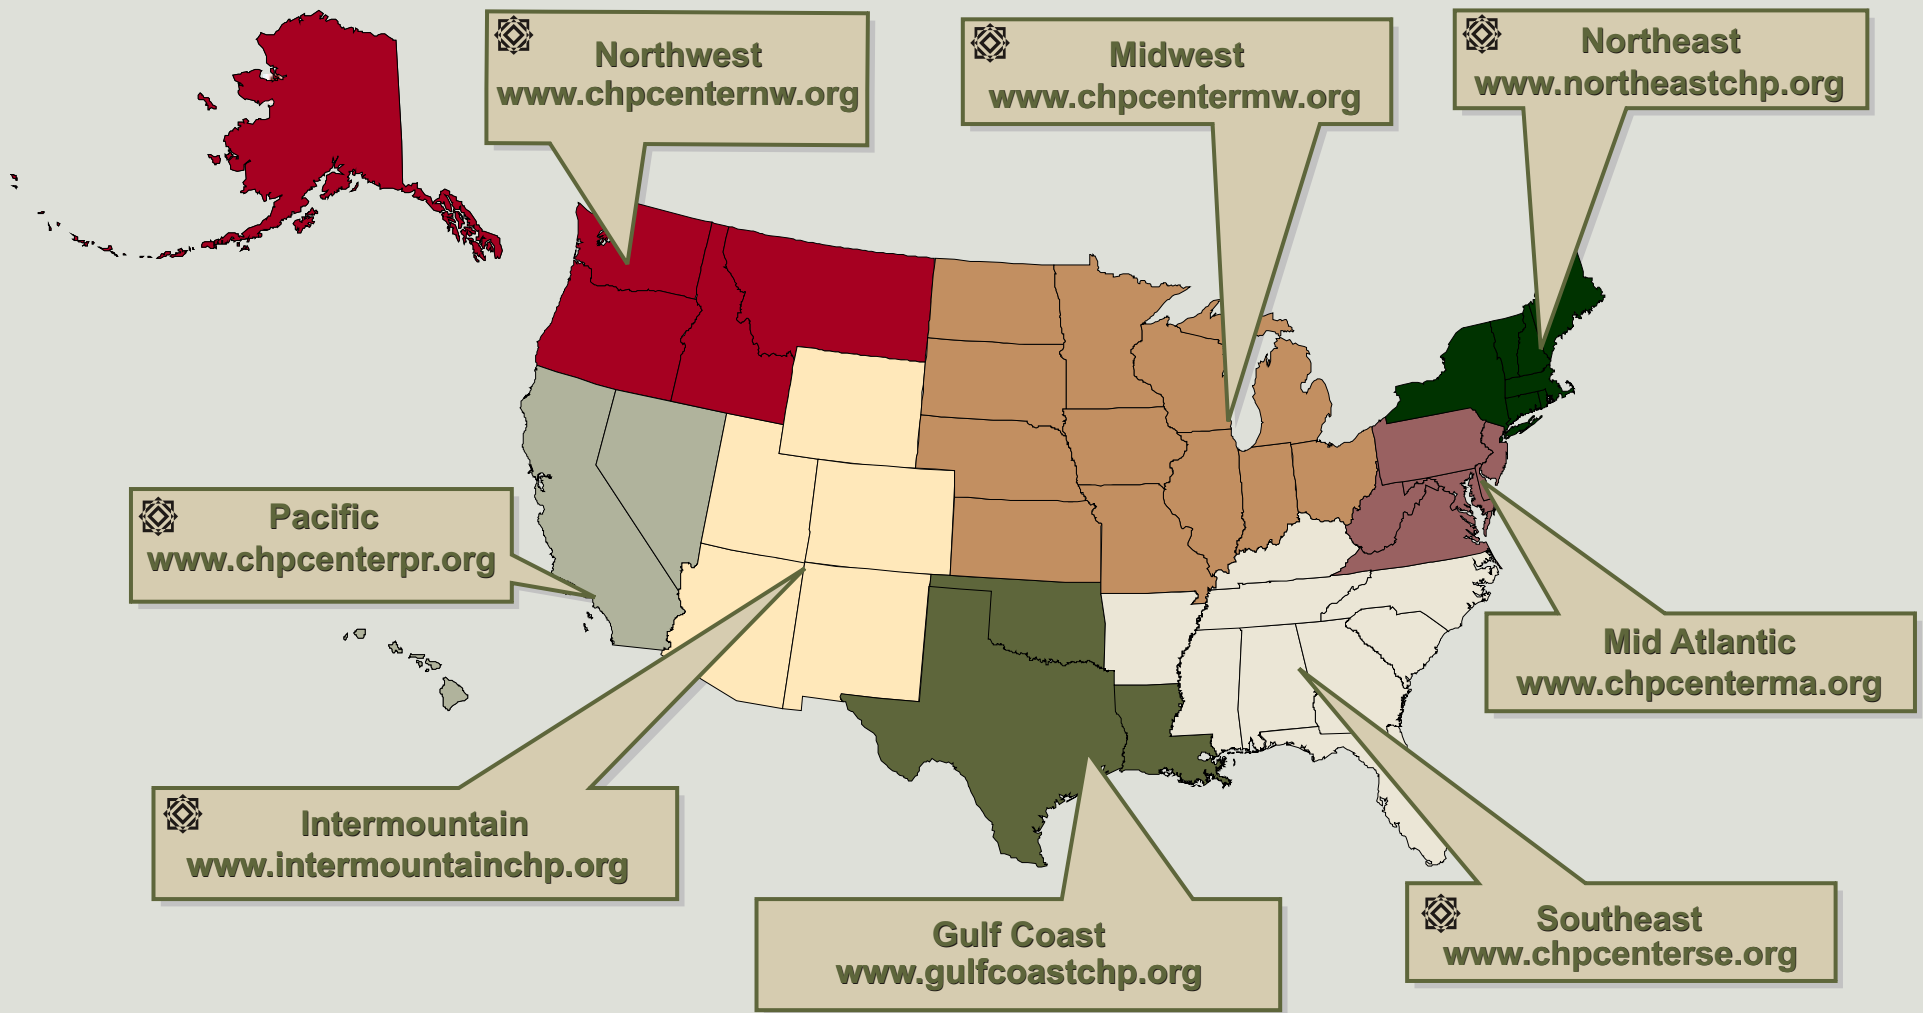 Northwest
www.chpcenternw.org
Midwest
www.chpcentermw.org
Northeast
www.northeastchp.org
Pacific
www.chpcenterpr.org
Mid Atlantic
www.chpcenterma.org
Intermountain
www.intermountainchp.org
Gulf Coast
www.gulfcoastchp.org
Southeast
www.chpcenterse.org